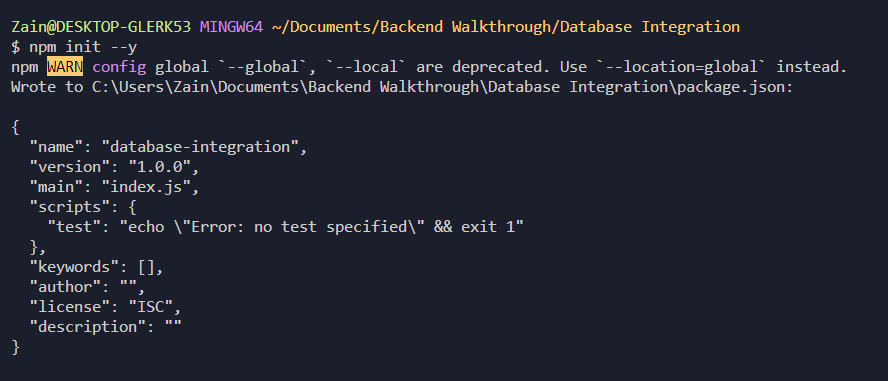 Zain@DESKTOP-GLERK53 MINGW64 ~/Documents/Backend Walkthrough/Database Integration
$ npm init --y
npm WARN config global `--global`, `--local` are deprecated. Use `--location=global` instead.
Wrote to C:\Users\Zain\Documents\Backend Walkthrough\Database Integration\package.json:

{
  "name": "database-integration",
  "version": "1.0.0",
  "main": "index.js",
  "scripts": {
    "test": "echo \"Error: no test specified\" && exit 1"
  },
  "keywords": [],
  "author": "",
  "license": "ISC",
  "description": ""
}